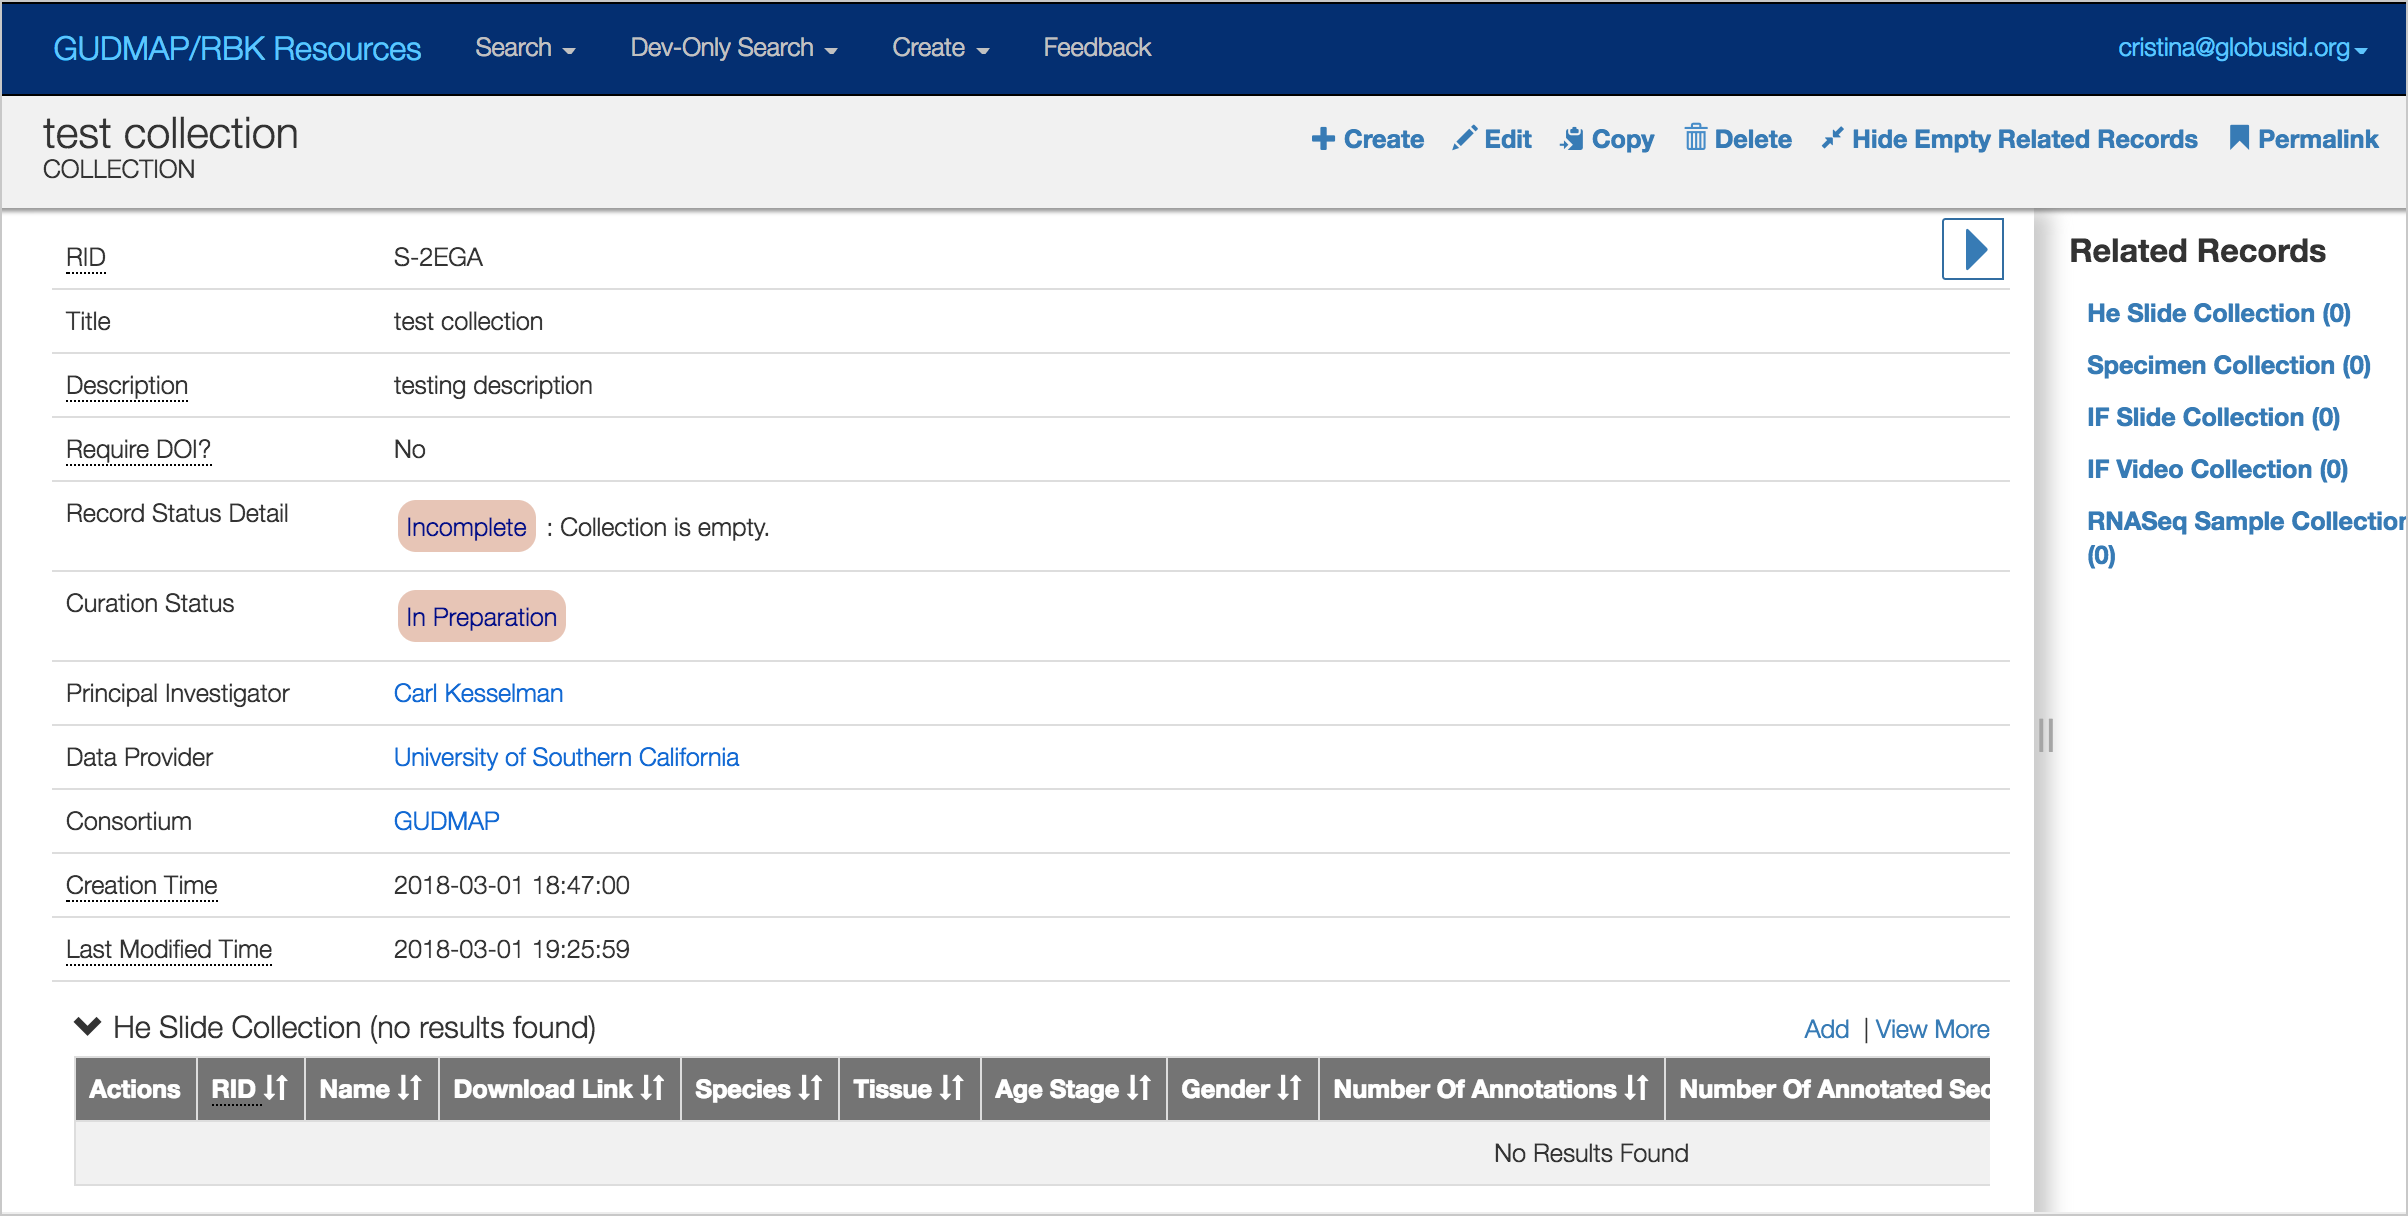 GUDMAP/RBK Resources Search Dev-Only Search Create Feedback cristina@globusid.org
test collection
COLLECTION
Create Edit Copy Delete Hide Empty Related Records Permalink
RID S-2EGA
Title test collection
Description testing description
Require DOI? No
Record Status Detail Incomplete : Collection is empty.
Curation Status In Preparation
Principal Investigator Carl Kesselman
Data Provider University of Southern California
Consortium GUDMAP
Creation Time 2018-03-01 18:47:00
Last Modified Time 2018-03-01 19:25:59
He Slide Collection (no results found) Add | View More
Actions RID Name Download Link Species Tissue Age Stage Gender Number Of Annotations Number Of Annotated Sec
No Results Found
Related Records
He Slide Collection (0)
Specimen Collection (0)
IF Slide Collection (0)
IF Video Collection (0)
RNASeq Sample Collection
(0)